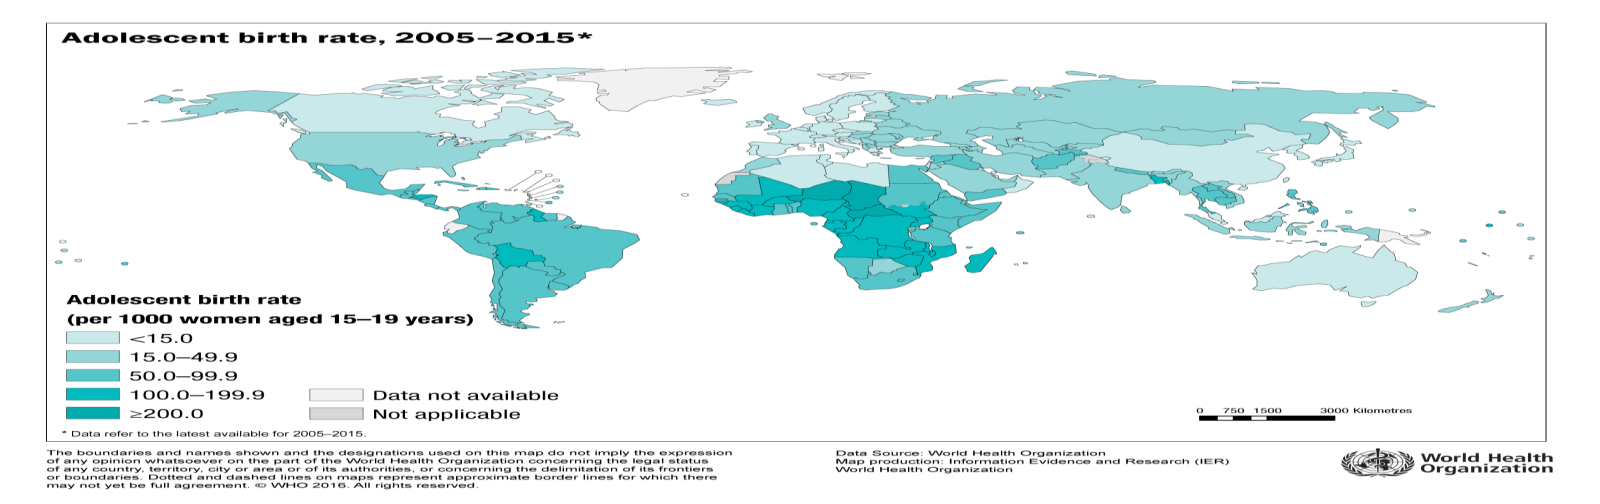 Adolescent birth rate, 2005–2015*
Adolescent birth rate
(per 1000 women aged 15–19 years)
<15.0
15.0–49.9
50.0–99.9
100.0–199.9
≥200.0
Data not available
Not applicable
0 750 1500 3000 Kilometres
* Data refer to the latest available for 2005–2015.
The boundaries and names shown and the designations used on this map do not imply the expression
of any opinion whatsoever on the part of the World Health Organization concerning the legal status
of any country, territory, city or area or of its authorities, or concerning the delimitation of its frontiers
or boundaries. Dotted and dashed lines on maps represent approximate border lines for which there
may not yet be full agreement. © WHO 2016. All rights reserved.
Data Source: World Health Organization
Map production: Information Evidence and Research (IER)
World Health Organization
World Health
Organization